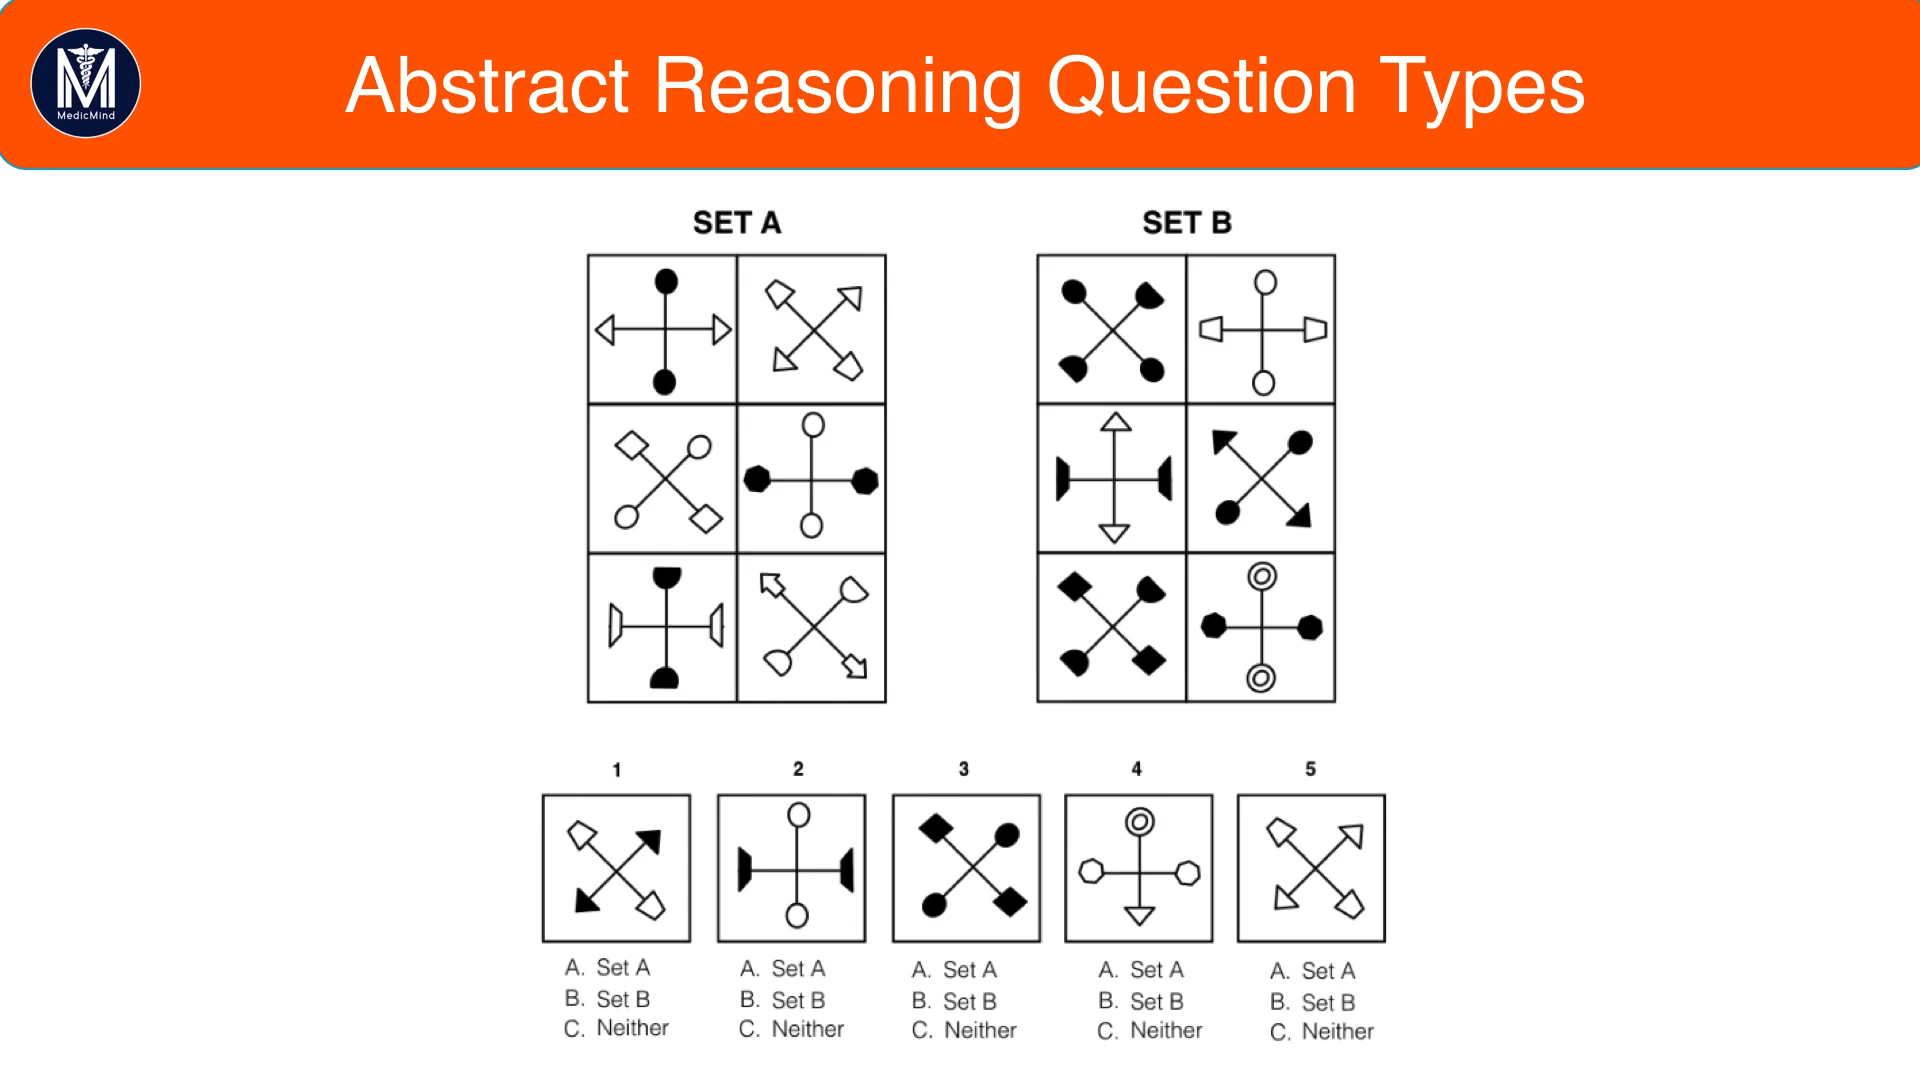 M
MedicMind
Abstract Reasoning Question Types
SET A
SET B
1
2
3
4
5
A. Set A
B. Set B
C. Neither
A. Set A
B. Set B
C. Neither
A. Set A
B. Set B
C. Neither
A. Set A
B. Set B
C. Neither
A. Set A
B. Set B
C. Neither